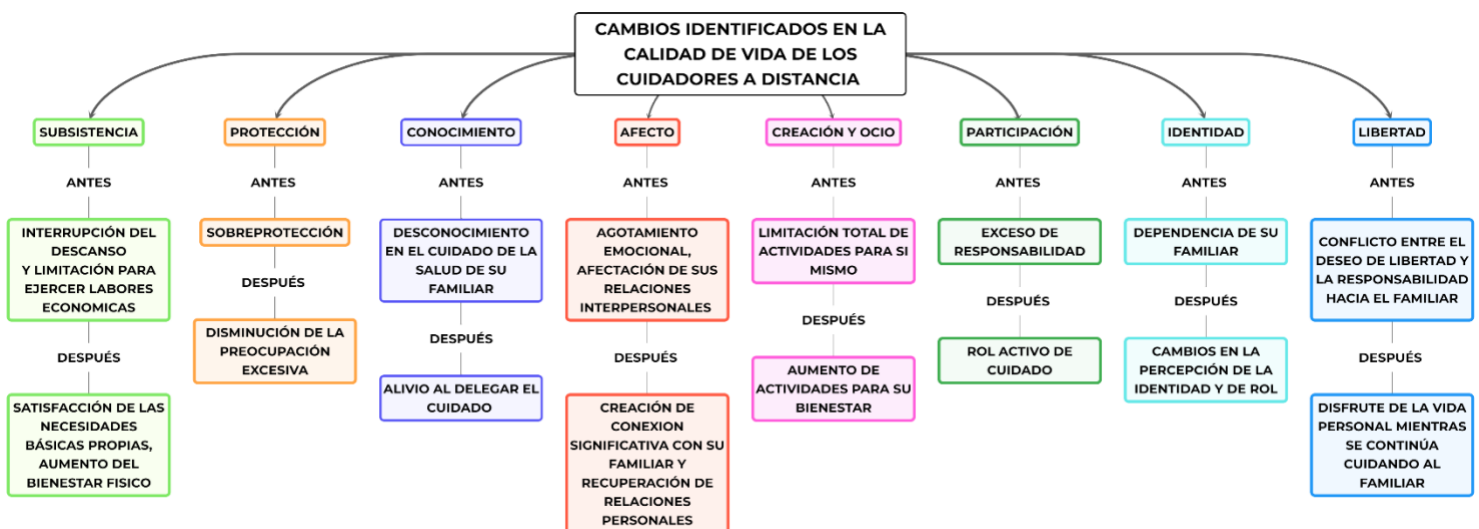 CAMBIOS IDENTIFICADOS EN LA
CALIDAD DE VIDA DE LOS
CUIDADORES A DISTANCIA
SUBSISTENCIA
ANTES
INTERRUPCIÓN DEL
DESCANSO
Y LIMITACIÓN PARA
EJERCER LABORES
ECONOMICAS
DESPUÉS
SATISFACCIÓN DE LAS
NECESIDADES
BÁSICAS PROPIAS,
AUMENTO DEL
BIENESTAR FISICO
PROTECCIÓN
ANTES
SOBREPROTECCIÓN
DESPUÉS
DISMINUCIÓN DE LA
PREOCUPACIÓN
EXCESIVA
CONOCIMIENTO
ANTES
DESCONOCIMIENTO
EN EL CUIDADO DE LA
SALUD DE SU
FAMILIAR
DESPUÉS
ALIVIO AL DELEGAR EL
CUIDADO
AFECTO
ANTES
AGOTAMIENTO
EMOCIONAL,
AFECTACIÓN DE SUS
RELACIONES
INTERPERSONALES
DESPUÉS
CREACIÓN DE
CONEXION
SIGNIFICATIVA CON SU
FAMILIAR Y
RECUPERACIÓN DE
RELACIONES
PERSONALES
CREACIÓN Y OCIO
ANTES
LIMITACIÓN TOTAL DE
ACTIVIDADES PARA SI
MISMO
DESPUÉS
AUMENTO DE
ACTIVIDADES PARA SU
BIENESTAR
PARTICIPACIÓN
ANTES
EXCESO DE
RESPONSABILIDAD
DESPUÉS
ROL ACTIVO DE
CUIDADO
IDENTIDAD
ANTES
DEPENDENCIA DE SU
FAMILIAR
DESPUÉS
CAMBIOS EN LA
PERCEPCIÓN DE LA
IDENTIDAD Y DE ROL
LIBERTAD
ANTES
CONFLICTO ENTRE EL
DESEO DE LIBERTAD Y
LA RESPONSABILIDAD
HACIA EL FAMILIAR
DESPUÉS
DISFRUTE DE LA VIDA
PERSONAL MIENTRAS
SE CONTINÚA
CUIDANDO AL
FAMILIAR